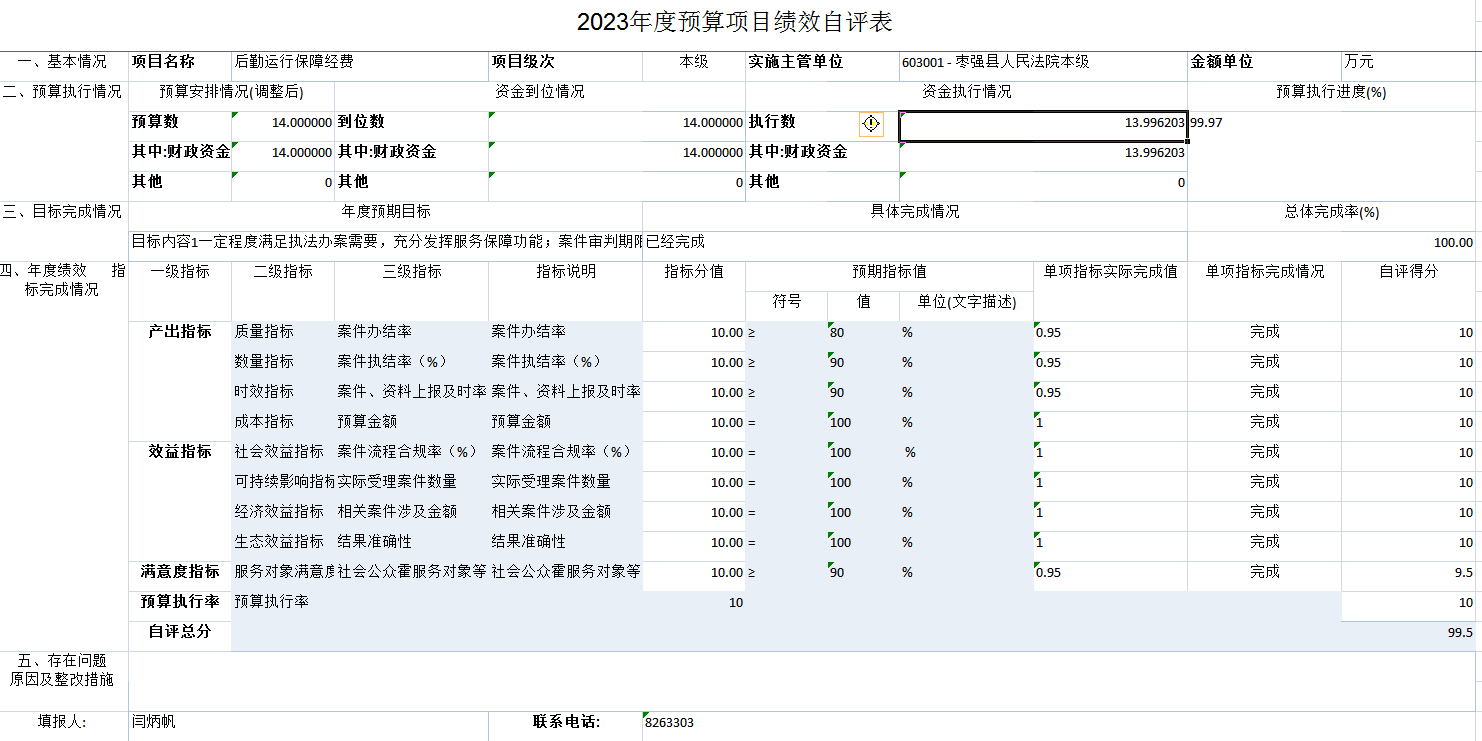 2023年度预算项目绩效自评表
一、基本情况 项目名称 后勤运行保障经费 项目级次 本级 实施主管单位 603001 - 枣强县人民法院本级 金额单位 万元
二、预算执行情况 预算安排情况(调整后) 资金到位情况 资金执行情况 预算执行进度(%)
预算数 14.000000 到位数 14.000000 执行数 13.996203 99.97
其中:财政资金 14.000000 其中:财政资金 14.000000 其中:财政资金 13.996203
其他 0 其他 0 其他 0
三、目标完成情况 年度预期目标 具体完成情况 总体完成率(%)
目标内容1一定程度满足执法办案需要，充分发挥服务保障功能；案件审判期限 已经完成 100.00
四、年度绩效 指 一级指标 二级指标 三级指标 指标说明 指标分值 预期指标值 单项指标实际完成值 单项指标完成情况 自评得分
标完成情况
符号 值 单位(文字描述)
产出指标 质量指标 案件办结率 案件办结率 10.00 ≥ 80 % 0.95 完成 10
数量指标 案件执结率（%） 案件执结率（%） 10.00 ≥ 90 % 0.95 完成 10
时效指标 案件、资料上报及时率 案件、资料上报及时率 10.00 ≥ 90 % 0.95 完成 10
成本指标 预算金额 预算金额 10.00 = 100 % 1 完成 10
效益指标 社会效益指标 案件流程合规率（%） 案件流程合规率（%） 10.00 = 100 % 1 完成 10
可持续影响指标 实际受理案件数量 实际受理案件数量 10.00 = 100 % 1 完成 10
经济效益指标 相关案件涉及金额 相关案件涉及金额 10.00 = 100 % 1 完成 10
生态效益指标 结果准确性 结果准确性 10.00 = 100 % 1 完成 10
满意度指标 服务对象满意度 社会公众霍服务对象等 社会公众霍服务对象等 10.00 ≥ 90 % 0.95 完成 9.5
预算执行率 预算执行率 10 10
自评总分 99.5
五、存在问题
原因及整改措施
填报人: 闫炳帆 联系电话: 8263303